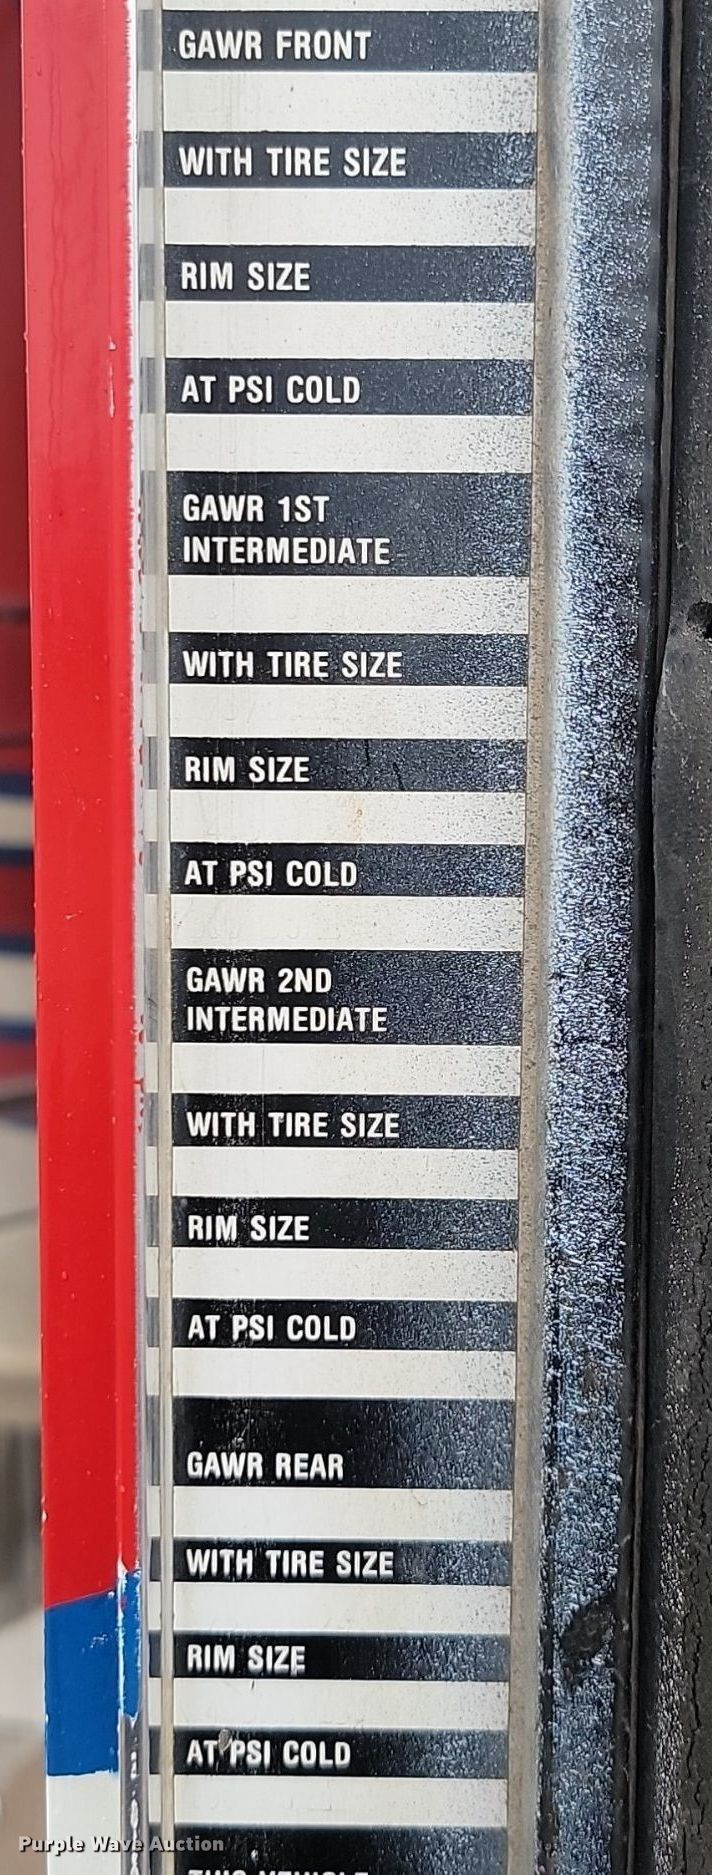 GAWR FRONT
WITH TIRE SIZE
RIM SIZE
AT PSI COLD
GAWR 1ST
INTERMEDIATE
WITH TIRE SIZE
RIM SIZE
AT PSI COLD
GAWR 2ND
INTERMEDIATE
WITH TIRE SIZE
RIM SIZE
AT PSI COLD
GAWR REAR
WITH TIRE SIZE
RIM SIZE
AT PSI COLD
THIS VEHICLE
Purple Wave Auction